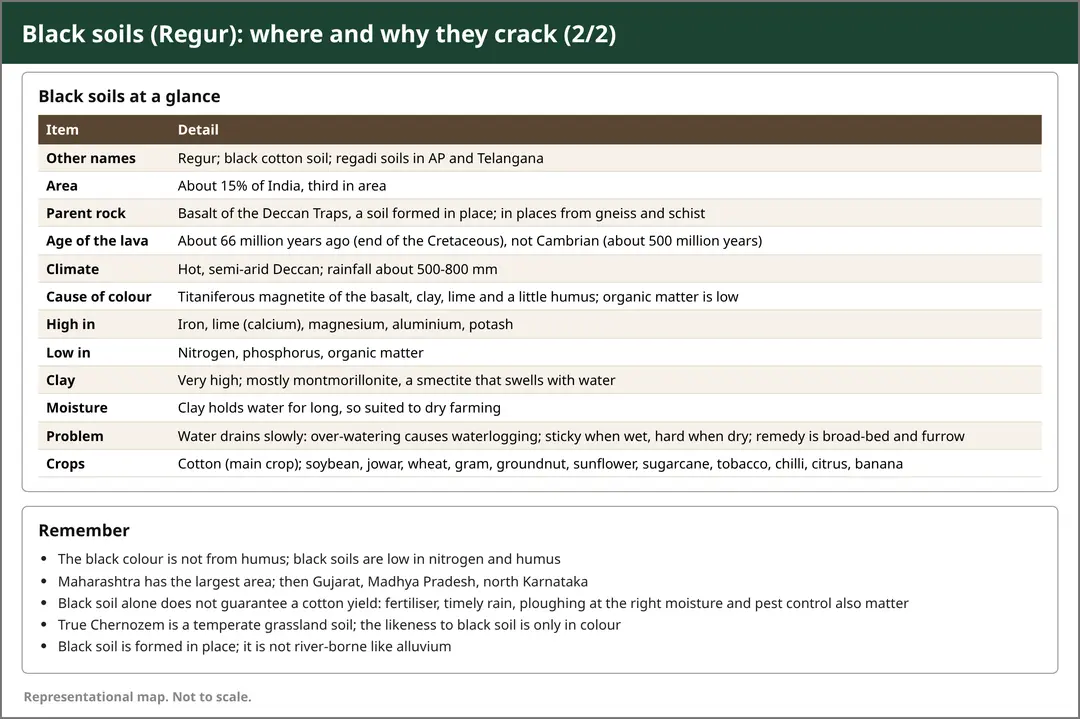 Black soils (Regur): where and why they crack (2/2)
Black soils at a glance
Item Detail
Other names Regur; black cotton soil; regadi soils in AP and Telangana
Area About 15% of India, third in area
Parent rock Basalt of the Deccan Traps, a soil formed in place; in places from gneiss and schist
Age of the lava About 66 million years ago (end of the Cretaceous), not Cambrian (about 500 million years)
Climate Hot, semi-arid Deccan; rainfall about 500-800 mm
Cause of colour Titaniferous magnetite of the basalt, clay, lime and a little humus; organic matter is low
High in Iron, lime (calcium), magnesium, aluminium, potash
Low in Nitrogen, phosphorus, organic matter
Clay Very high; mostly montmorillonite, a smectite that swells with water
Moisture Clay holds water for long, so suited to dry farming
Problem Water drains slowly: over-watering causes waterlogging; sticky when wet, hard when dry; remedy is broad-bed and furrow
Crops Cotton (main crop); soybean, jowar, wheat, gram, groundnut, sunflower, sugarcane, tobacco, chilli, citrus, banana
Remember
• The black colour is not from humus; black soils are low in nitrogen and humus
• Maharashtra has the largest area; then Gujarat, Madhya Pradesh, north Karnataka
• Black soil alone does not guarantee a cotton yield: fertiliser, timely rain, ploughing at the right moisture and pest control also matter
• True Chernozem is a temperate grassland soil; the likeness to black soil is only in colour
• Black soil is formed in place; it is not river-borne like alluvium
Representational map. Not to scale.